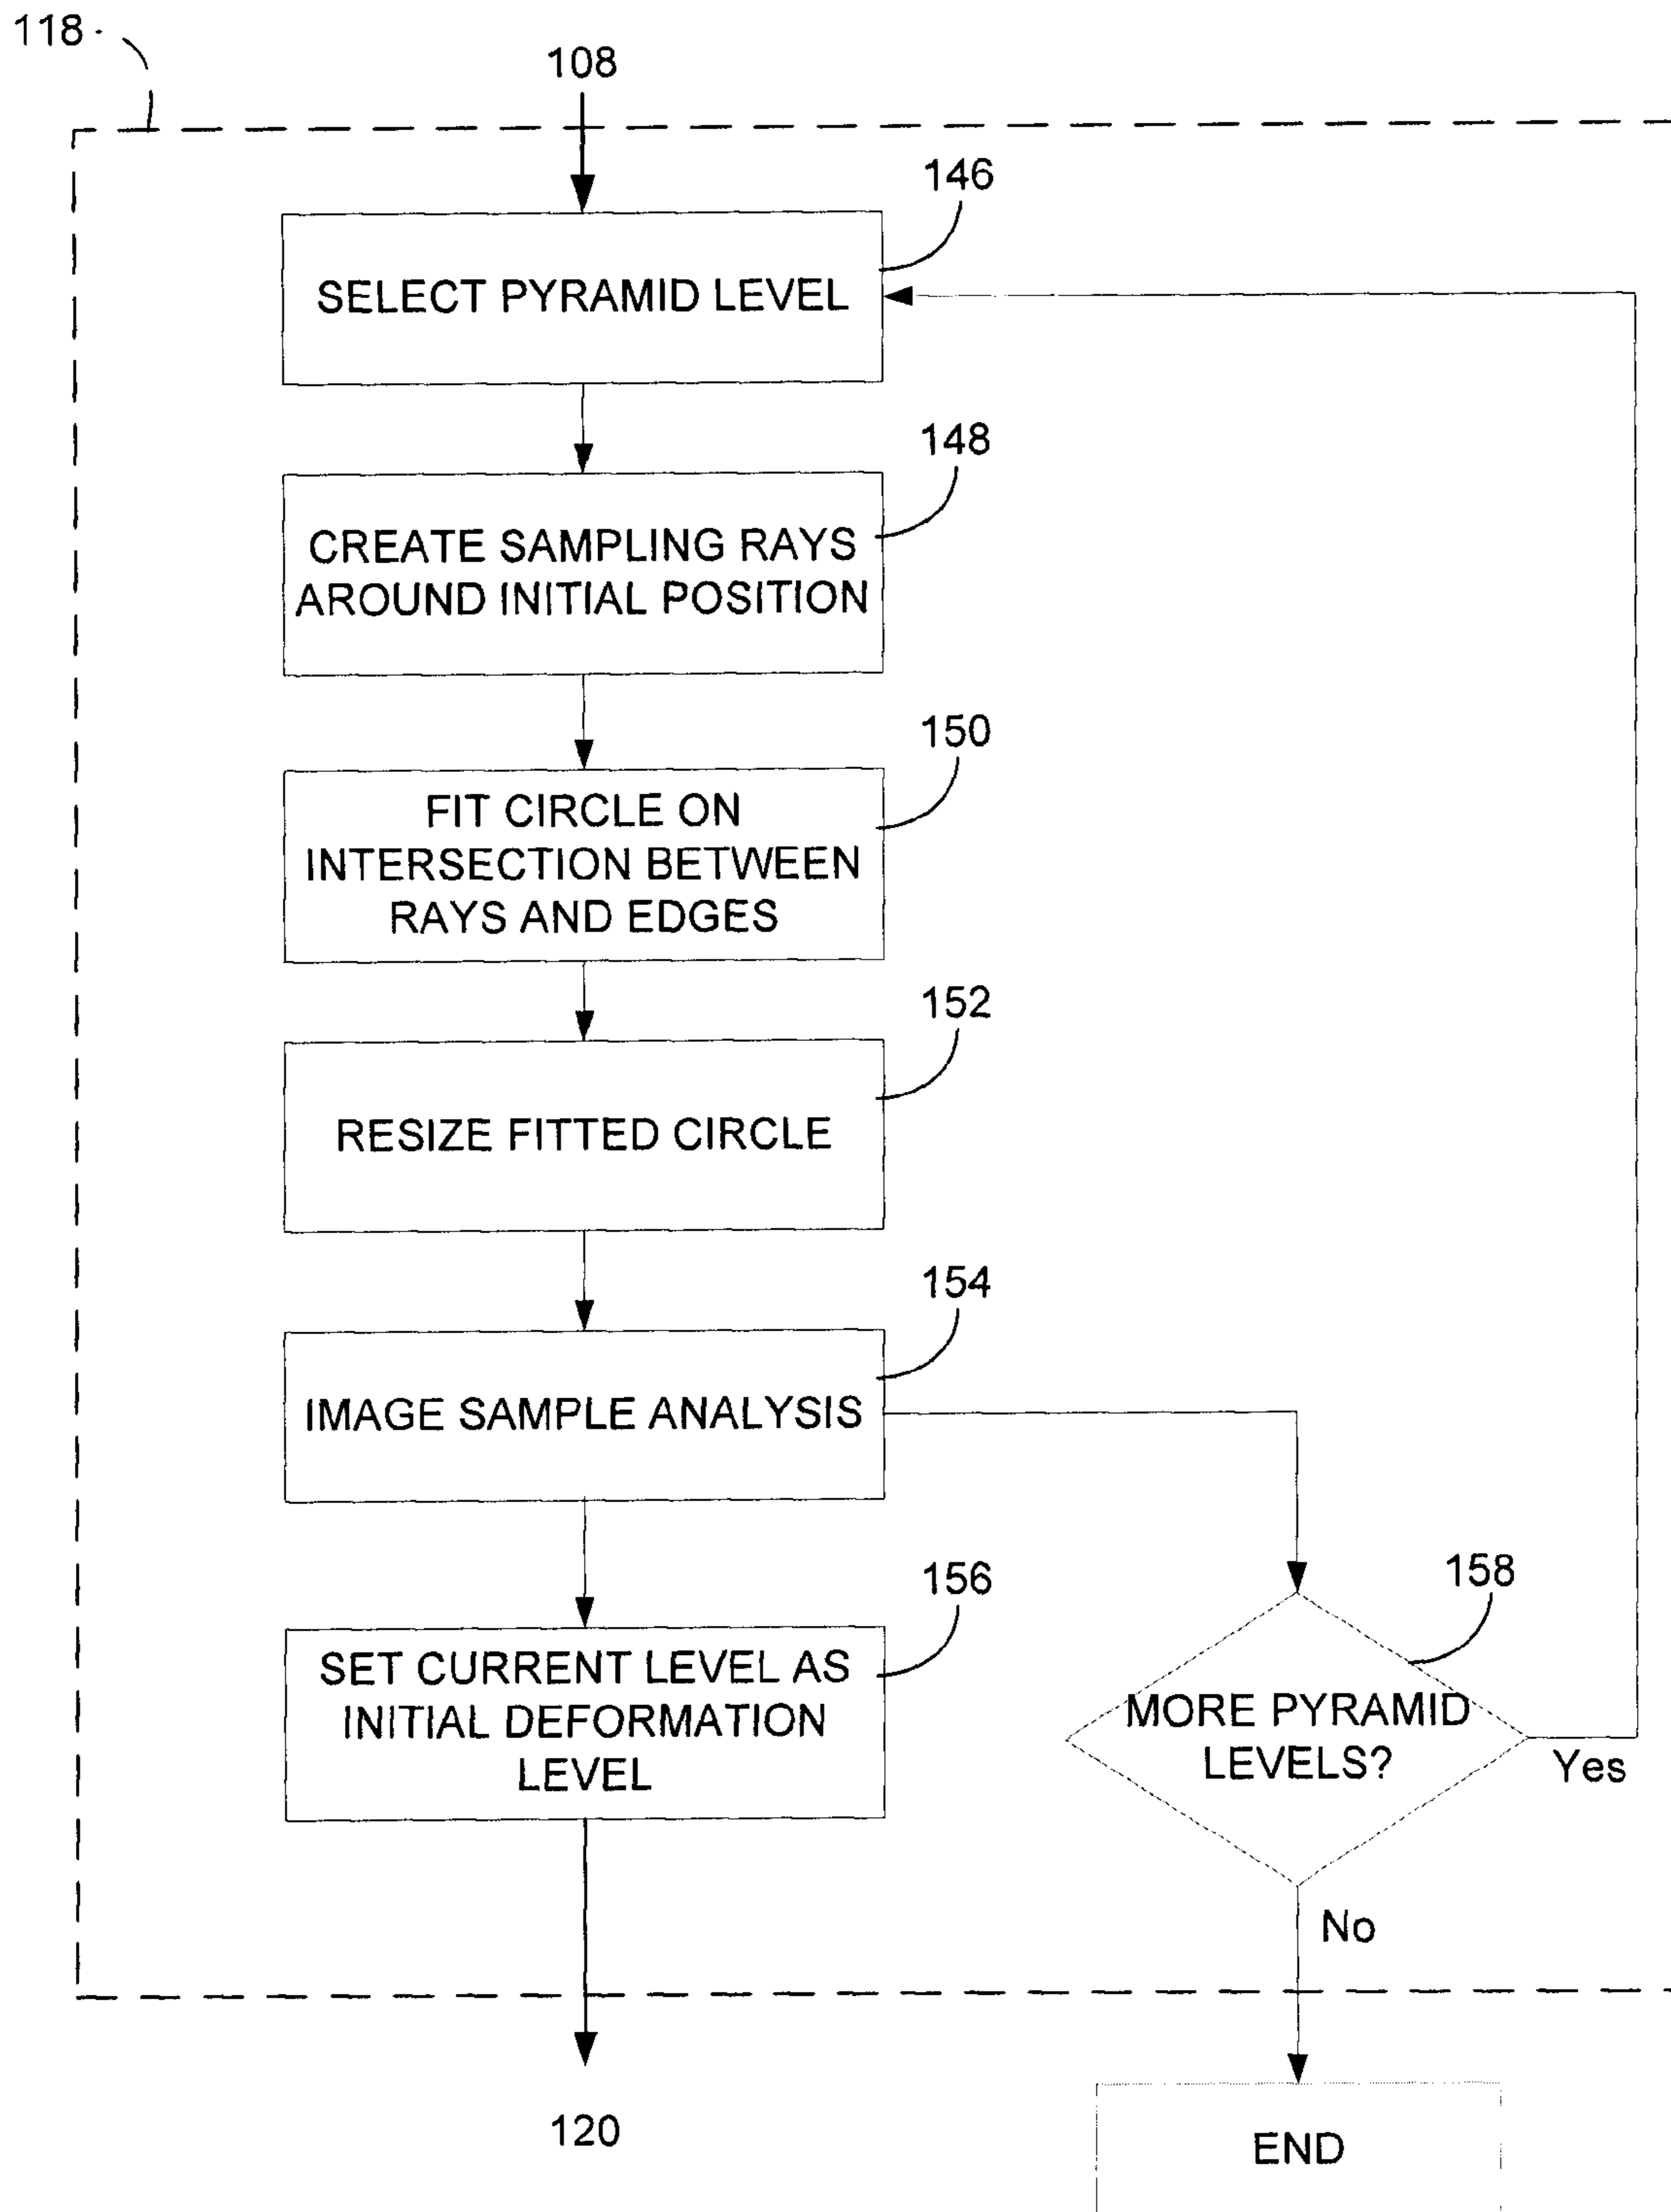 118
108
146
SELECT PYRAMID LEVEL
148
CREATE SAMPLING RAYS
AROUND INITIAL POSITION
150
FIT CIRCLE ON
INTERSECTION BETWEEN
RAYS AND EDGES
152
RESIZE FITTED CIRCLE
154
IMAGE SAMPLE ANALYSIS
156
SET CURRENT LEVEL AS
INITIAL DEFORMATION
LEVEL
158
MORE PYRAMID
LEVELS?
Yes
No
120
END